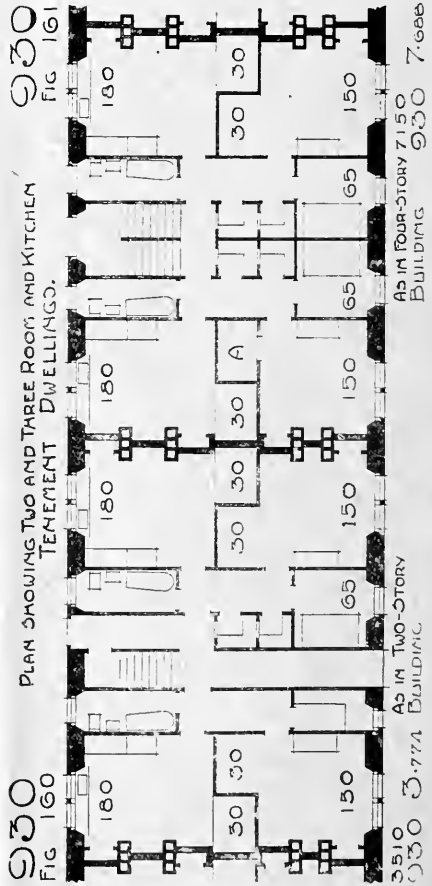 930
FIG 160
PLAN SHOWING TWO AND THREE ROOM AND KITCHEN
TENEMENT DWELLINGS.
930
FIG 161
180 180 180 180
30 30 30 30 30 A 30 30
150 65 150 150 65 65 150
3510 AS IN TWO-STORY
930 3.774 BUILDING
AS IN FOUR-STORY 7150
BUILDING 930 7.688